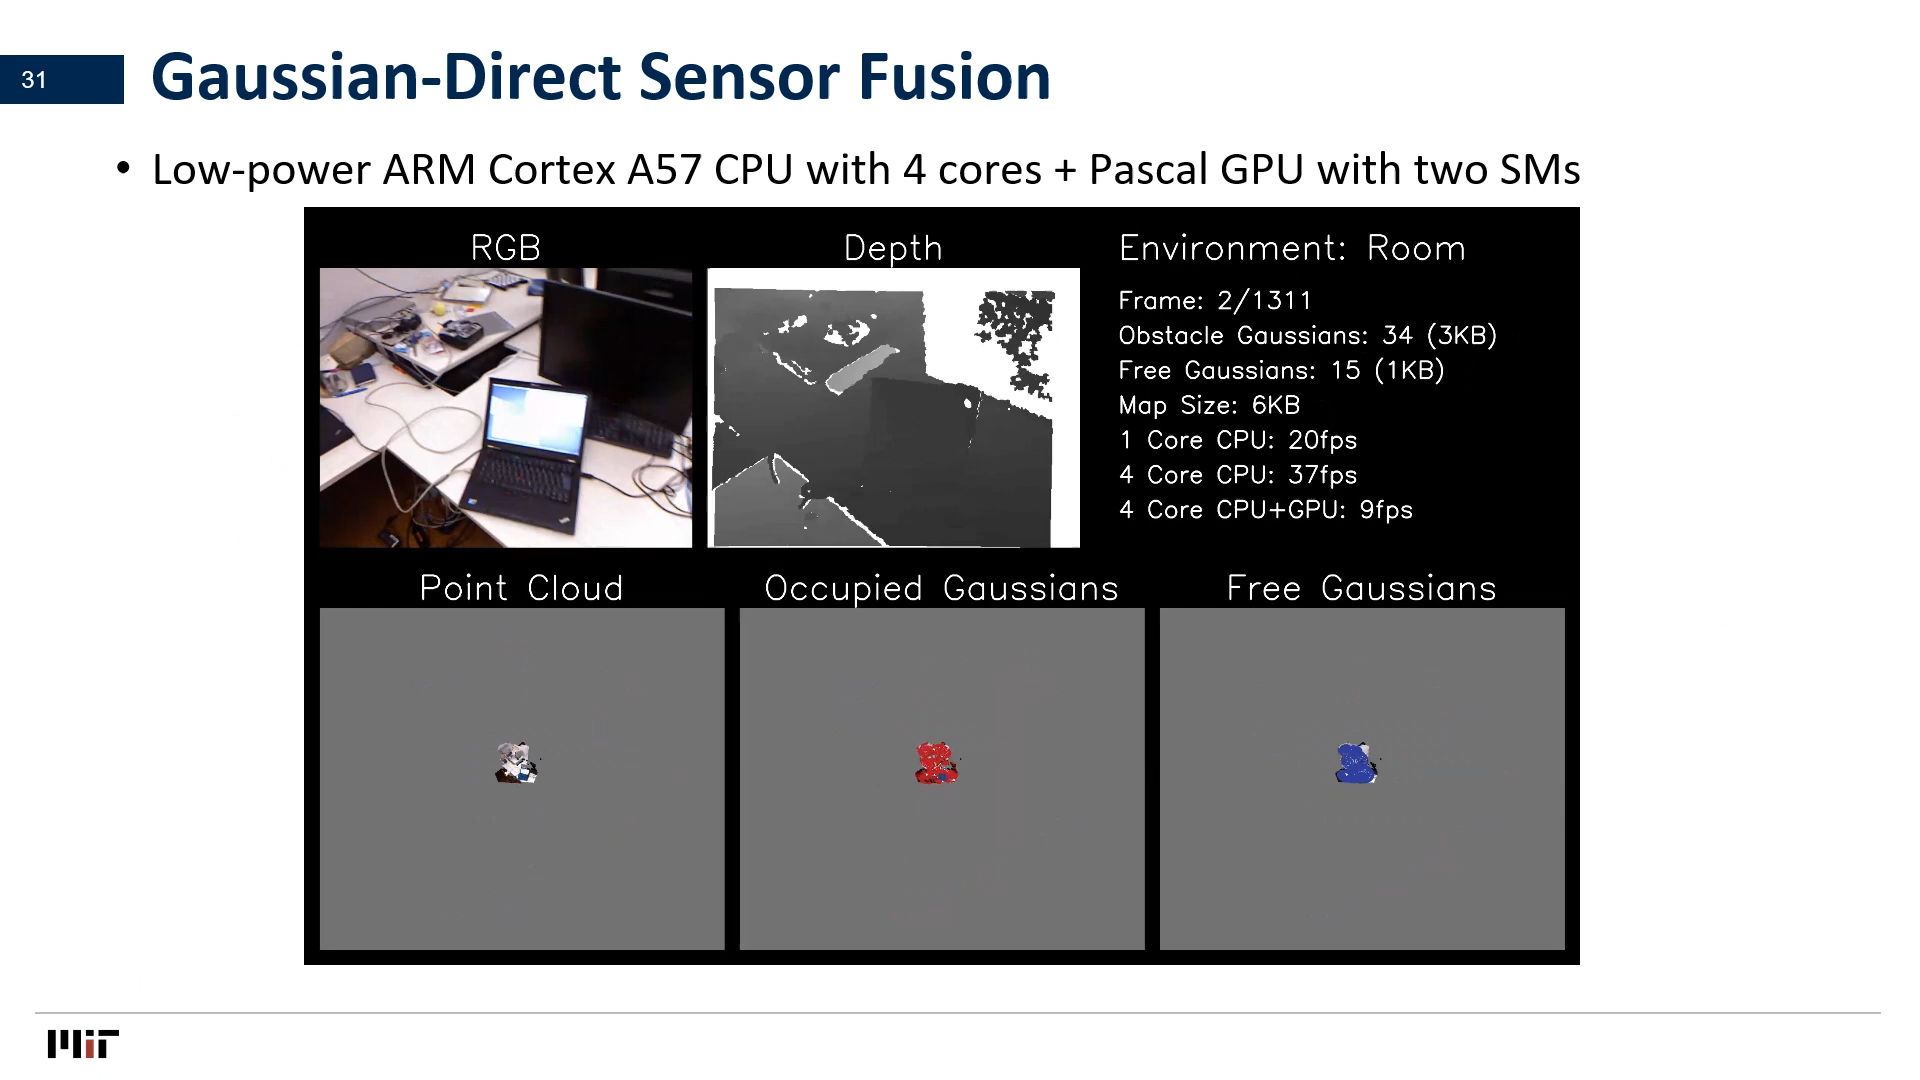 31
Gaussian-Direct Sensor Fusion
• Low-power ARM Cortex A57 CPU with 4 cores + Pascal GPU with two SMs
RGB
Depth
Environment: Room
Frame: 2/1311
Obstacle Gaussians: 34 (3KB)
Free Gaussians: 15 (1KB)
Map Size: 6KB
1 Core CPU: 20fps
4 Core CPU: 37fps
4 Core CPU+GPU: 9fps
Point Cloud
Occupied Gaussians
Free Gaussians
MIT